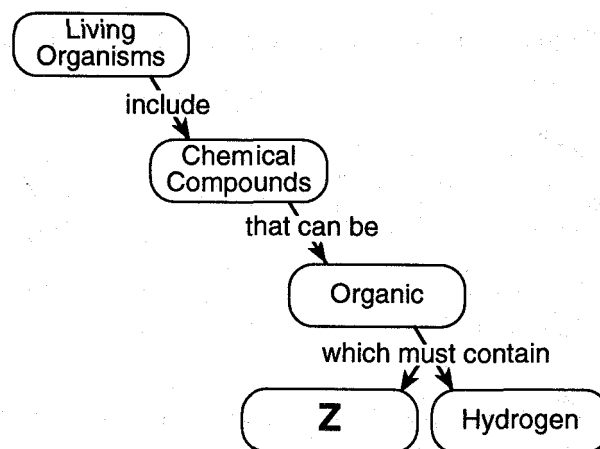 Living
Organisms
include
Chemical
Compounds
that can be
Organic
which must contain
Z
Hydrogen